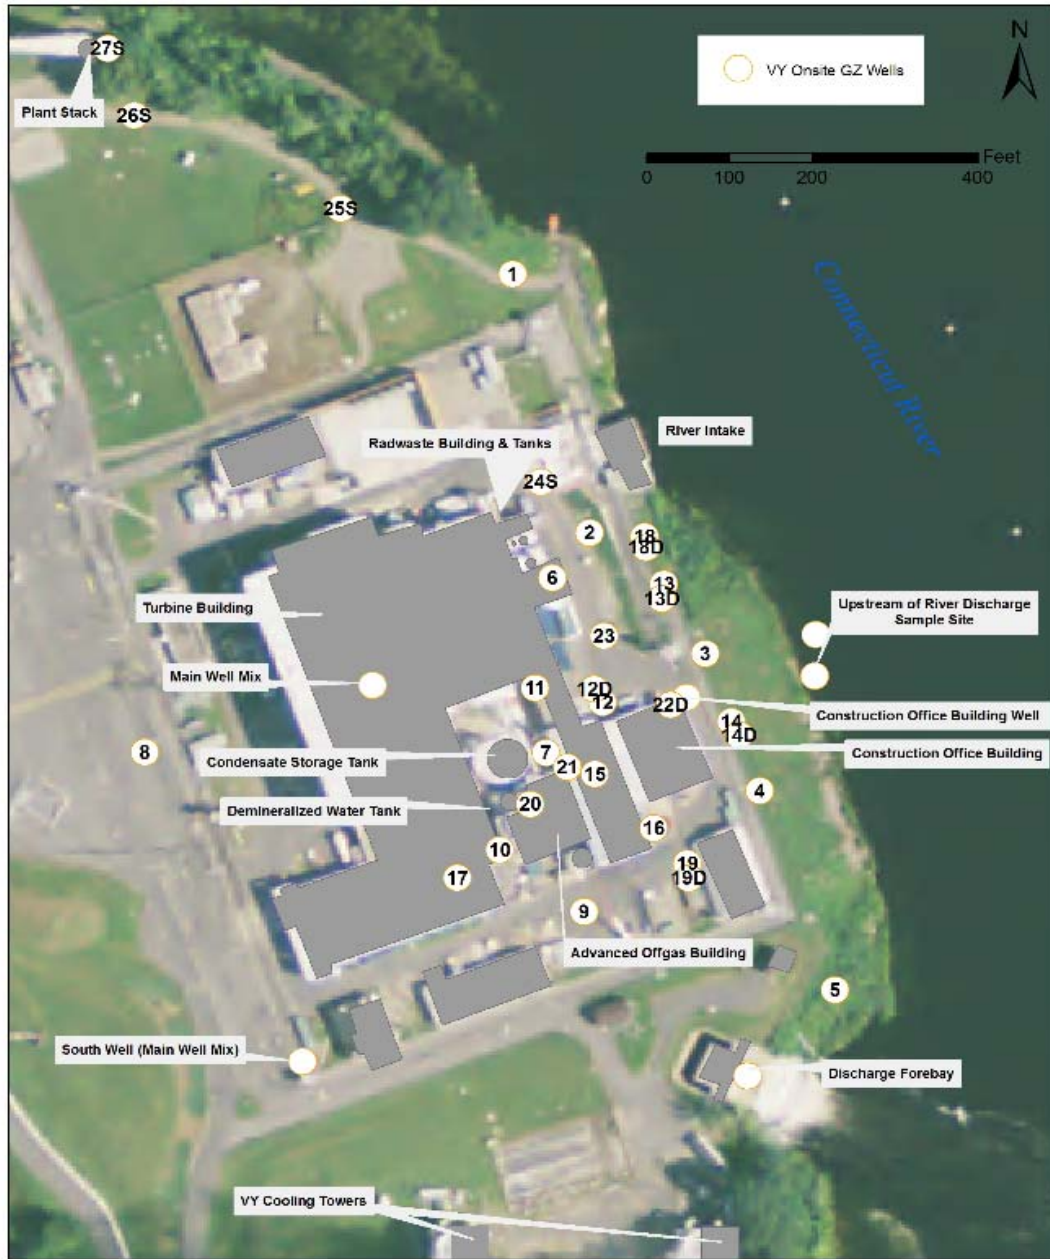 27S
N
VY Onsite GZ Wells
Plant Stack
26S
Feet
0 100 200 400
25S
1
Connecticut River
Radwaste Building & Tanks
River Intake
24S
2
18
18D
6
13
13D
Turbine Building
23
Upstream of River Discharge
Sample Site
3
Main Well Mix
11
12D
12
22D
Construction Office Building Well
14
14D
8
7
Condensate Storage Tank
21
15
Construction Office Building
4
Demineralized Water Tank
20
16
10
17
19
19D
9
Advanced Offgas Building
5
South Well (Main Well Mix)
Discharge Forebay
VY Cooling Towers